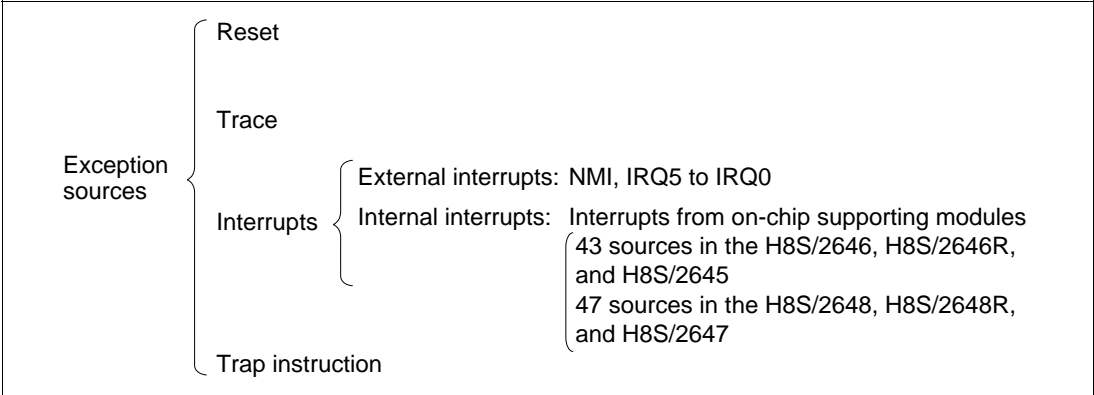 Reset
Trace
Exception
sources
Interrupts
External interrupts: NMI, IRQ5 to IRQ0
Internal interrupts: Interrupts from on-chip supporting modules
43 sources in the H8S/2646, H8S/2646R,
and H8S/2645
47 sources in the H8S/2648, H8S/2648R,
and H8S/2647
Trap instruction